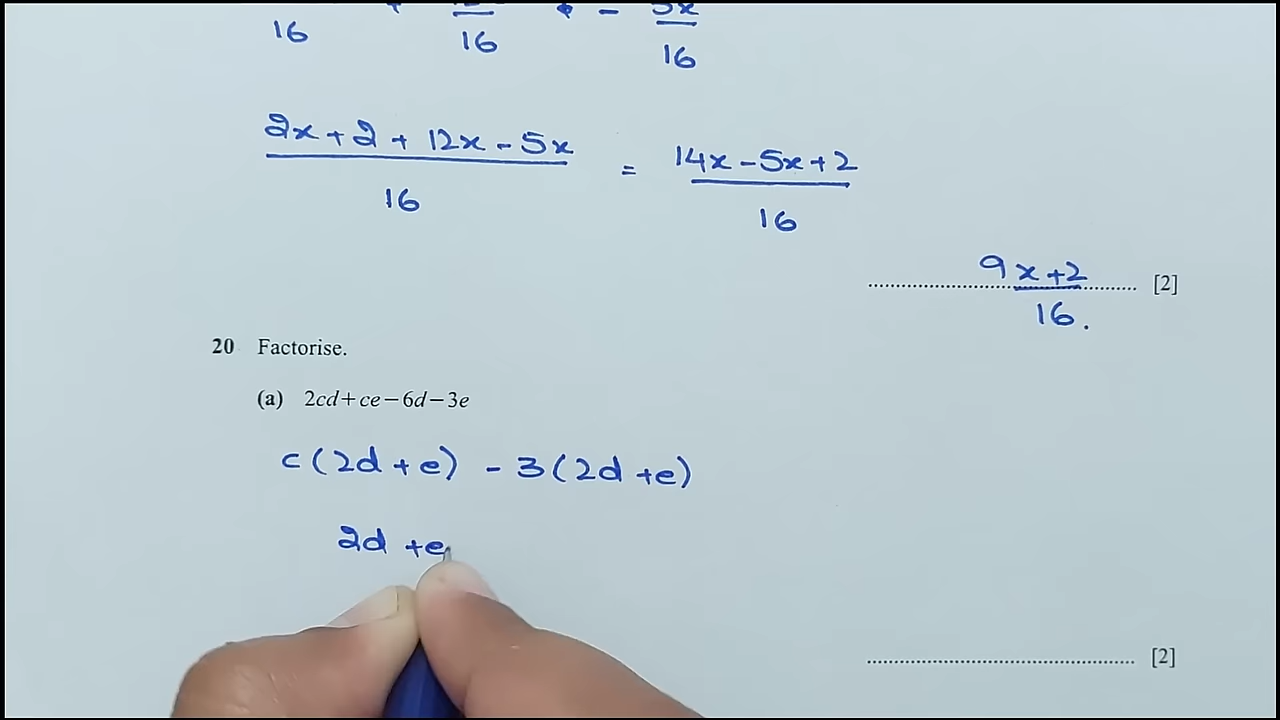 16 + 16 - 5x/16
2x + 2 + 12x - 5x / 16 = 14x - 5x + 2 / 16
9x + 2 / 16. [2]
20 Factorise.
(a) 2cd+ce−6d−3e
c(2d + e) - 3(2d + e)
2d + e
[2]